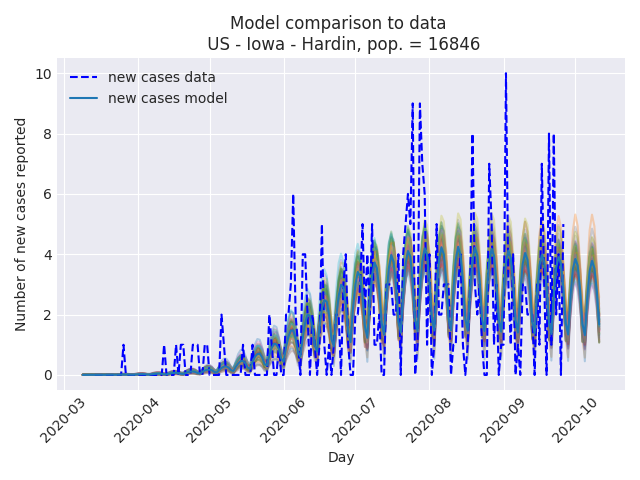 Model comparison to data
US - Iowa - Hardin, pop. = 16846
new cases data
new cases model
Number of new cases reported
10
8
6
4
2
0
2020-03
2020-04
2020-05
2020-06
2020-07
2020-08
2020-09
2020-10
Day